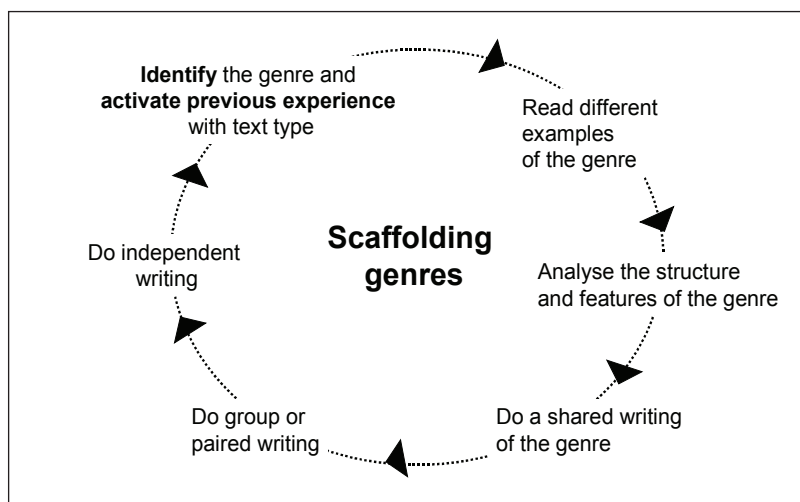 Identify the genre and
activate previous experience
with text type
Read different
examples
of the genre
Analyse the structure
and features of the genre
Do a shared writing
of the genre
Do group or
paired writing
Do independent
writing
Scaffolding
genres